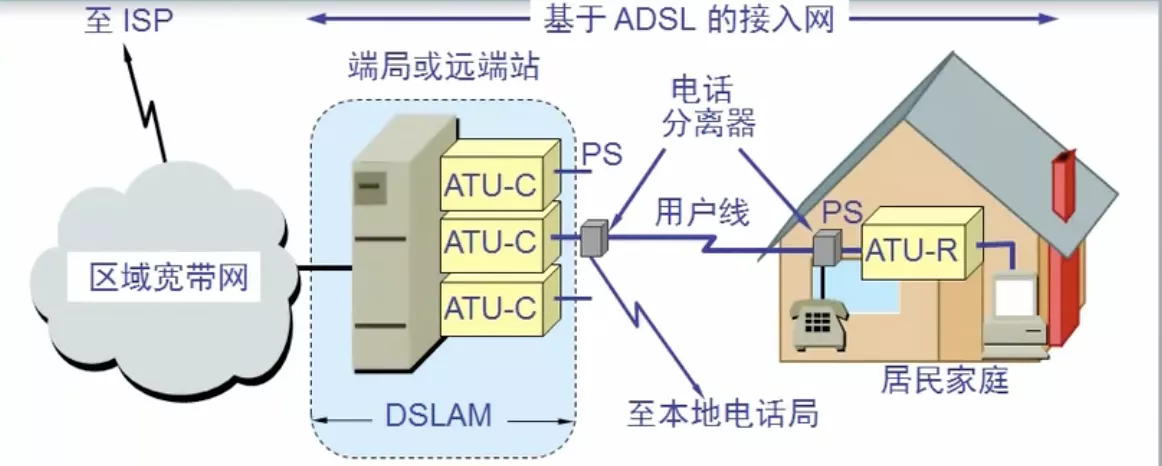 至 ISP
基于 ADSL 的接入网
端局或远端站
电话
分离器
PS
ATU-C
ATU-C
ATU-C
用户线
PS
ATU-R
区域宽带网
居民家庭
至本地电话局
DSLAM